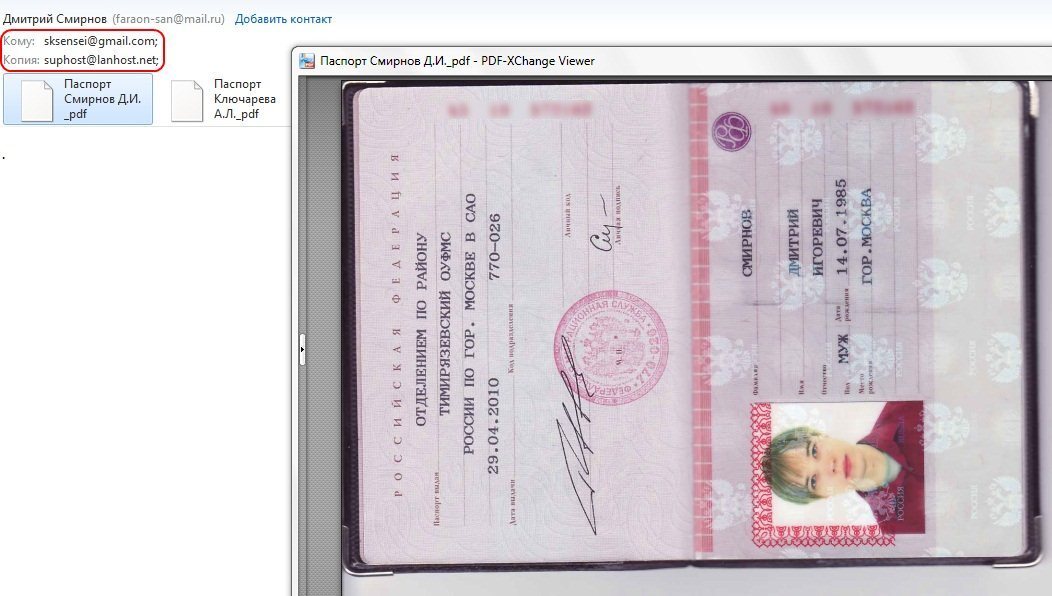 Дмитрий Смирнов (faraon-san@mail.ru) Добавить контакт
Кому: sksensei@gmail.com;
Копия: suphost@lanhost.net;
Паспорт
Смирнов Д.И.
_pdf
Паспорт
Ключарева
А.Л._pdf
.
Паспорт Смирнов Д.И._pdf - PDF-XChange Viewer
РОССИЙСКАЯ ФЕДЕРАЦИЯ
Паспорт выдан
ОТДЕЛЕНИЕМ ПО РАЙОНУ
ТИМИРЯЗЕВСКИЙ ОУФМС
РОССИИ ПО ГОР. МОСКВЕ В САО
Дата выдачи 29.04.2010 Код подразделения 770-026
Личный код
Личная подпись
М.П.
Фамилия СМИРНОВ
Имя ДМИТРИЙ
Отчество ИГОРЕВИЧ
Пол МУЖ Дата рождения 14.07.1985
Место рождения ГОР.МОСКВА
РОССИЯ